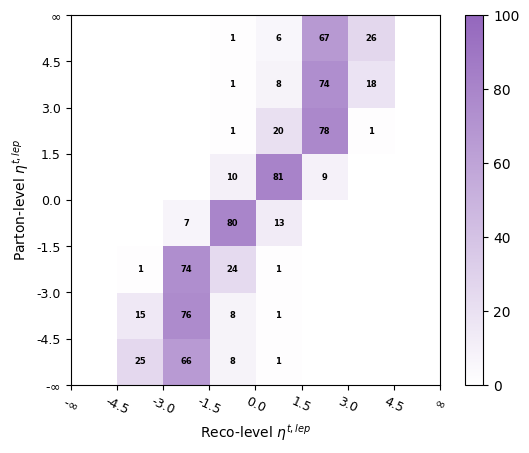 ∞
4.5
3.0
1.5
0.0
-1.5
-3.0
-4.5
-∞
Parton-level η^{t, lep}
1 6 67 26
1 8 74 18
1 20 78 1
10 81 9
7 80 13
1 74 24 1
15 76 8 1
25 66 8 1
-∞ -4.5 -3.0 -1.5 0.0 1.5 3.0 4.5 ∞
Reco-level η^{t, lep}
100
80
60
40
20
0